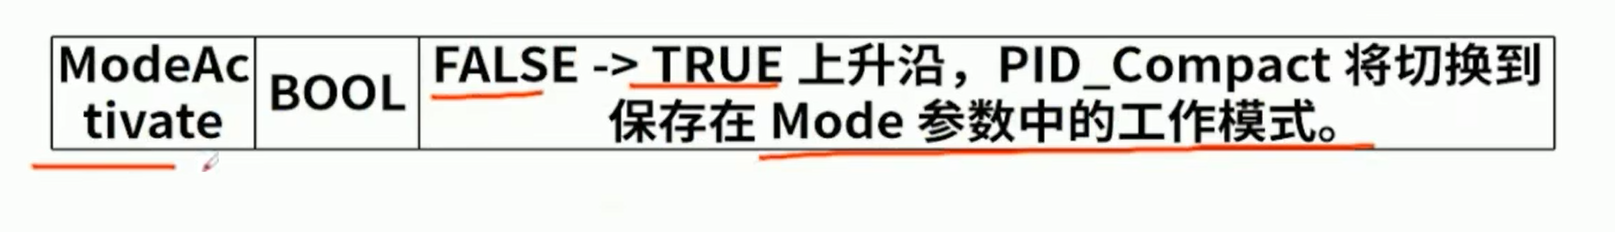 ModeAc
tivate
BOOL
FALSE -> TRUE 上升沿，PID_Compact 将切换到
保存在 Mode 参数中的工作模式。